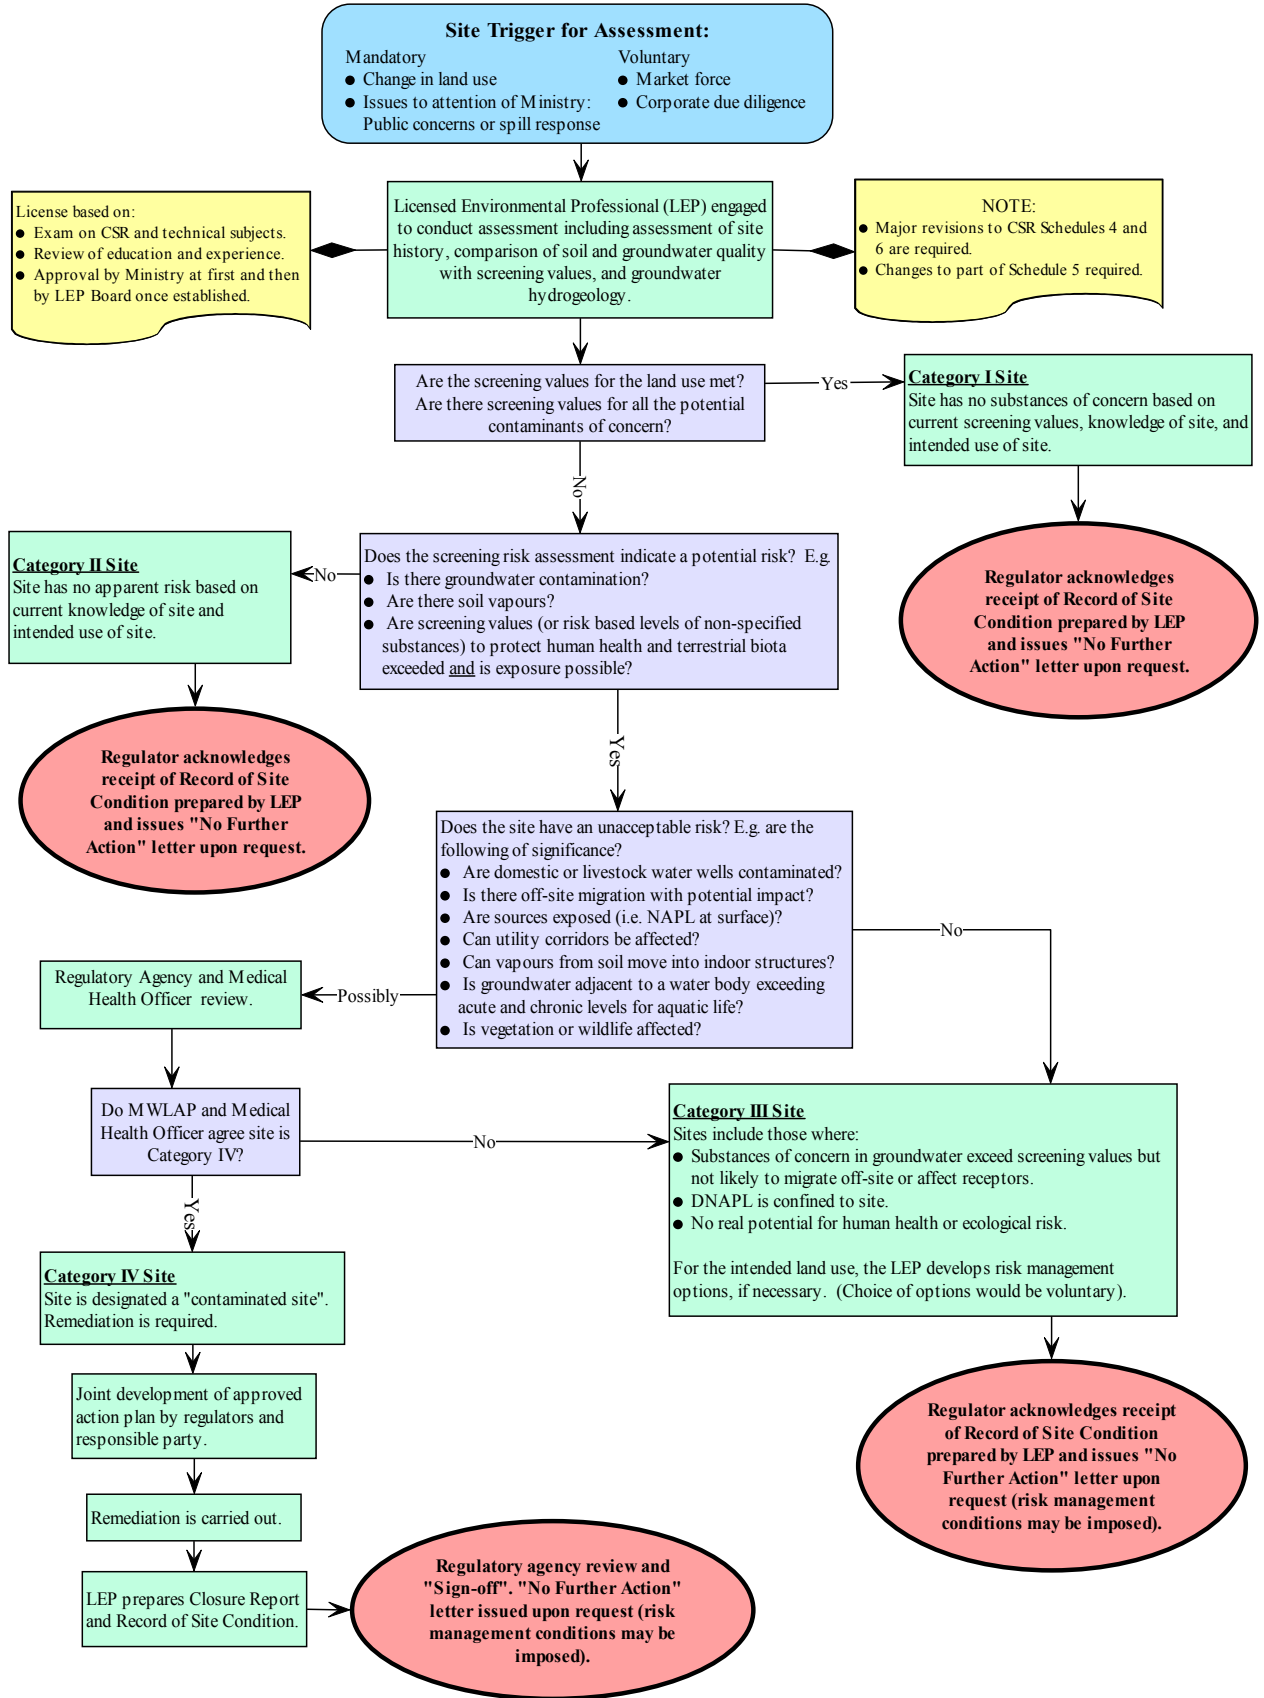 Site Trigger for Assessment:
Mandatory
● Change in land use
● Issues to attention of Ministry:
Public concerns or spill response
Voluntary
● Market force
● Corporate due diligence
License based on:
● Exam on CSR and technical subjects.
● Review of education and experience.
● Approval by Ministry at first and then
by LEP Board once established.
Licensed Environmental Professional (LEP) engaged
to conduct assessment including assessment of site
history, comparison of soil and groundwater quality
with screening values, and groundwater
hydrogeology.
NOTE:
● Major revisions to CSR Schedules 4 and
6 are required.
● Changes to part of Schedule 5 required.
Are the screening values for the land use met?
Are there screening values for all the potential
contaminants of concern?
Yes
Category I Site
Site has no substances of concern based on
current screening values, knowledge of site, and
intended use of site.
No
Regulator acknowledges
receipt of Record of Site
Condition prepared by LEP
and issues "No Further
Action" letter upon request.
Category II Site
Site has no apparent risk based on
current knowledge of site and
intended use of site.
No
Does the screening risk assessment indicate a potential risk? E.g.
● Is there groundwater contamination?
● Are there soil vapours?
● Are screening values (or risk based levels of non-specified
substances) to protect human health and terrestrial biota
exceeded and is exposure possible?
Regulator acknowledges
receipt of Record of Site
Condition prepared by LEP
and issues "No Further
Action" letter upon request.
Yes
Does the site have an unacceptable risk? E.g. are the
following of significance?
● Are domestic or livestock water wells contaminated?
● Is there off-site migration with potential impact?
● Are sources exposed (i.e. NAPL at surface)?
● Can utility corridors be affected?
● Can vapours from soil move into indoor structures?
● Is groundwater adjacent to a water body exceeding
acute and chronic levels for aquatic life?
● Is vegetation or wildlife affected?
No
Possibly
Regulatory Agency and Medical
Health Officer review.
Do MWLAP and Medical
Health Officer agree site is
Category IV?
No
Category III Site
Sites include those where:
● Substances of concern in groundwater exceed screening values but
not likely to migrate off-site or affect receptors.
● DNAPL is confined to site.
● No real potential for human health or ecological risk.
For the intended land use, the LEP develops risk management
options, if necessary. (Choice of options would be voluntary).
Yes
Category IV Site
Site is designated a "contaminated site".
Remediation is required.
Joint development of approved
action plan by regulators and
responsible party.
Regulator acknowledges receipt
of Record of Site Condition
prepared by LEP and issues "No
Further Action" letter upon
request (risk management
conditions may be imposed).
Remediation is carried out.
LEP prepares Closure Report
and Record of Site Condition.
Regulatory agency review and
"Sign-off". "No Further Action"
letter issued upon request (risk
management conditions may be
imposed).